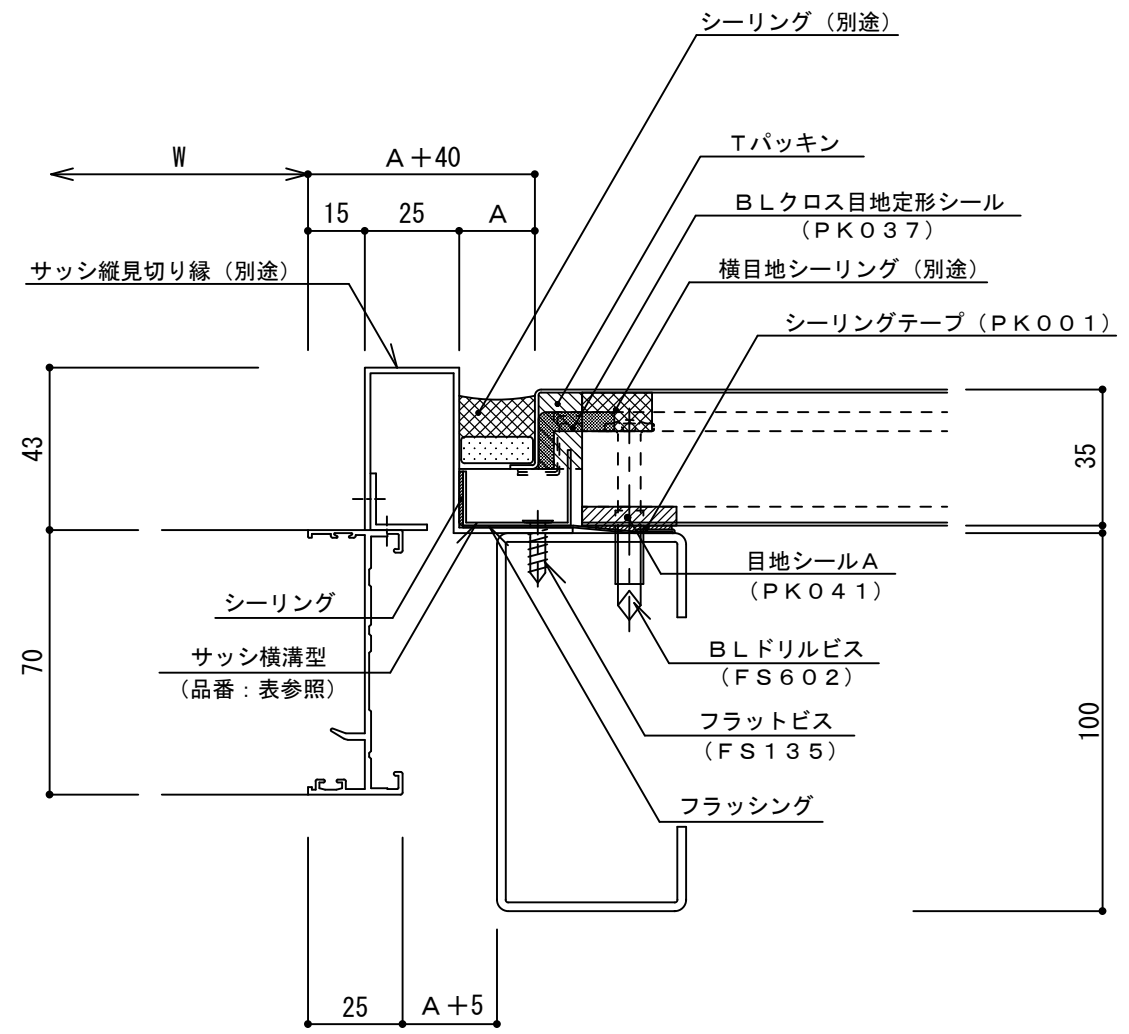 シーリング（別途）
Tパッキン
W
A＋40
BLクロス目地定形シール
（PK037）
15
25
A
サッシ縦見切り縁（別途）
横目地シーリング（別途）
シーリングテープ（PK001）
43
35
目地シールA
（PK041）
シーリング
サッシ横溝型
（品番：表参照）
BLドリルビス
（FS602）
70
フラットビス
（FS135）
100
フラッシング
25
A＋5